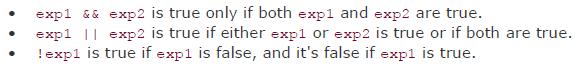 • exp1 && exp2 is true only if both exp1 and exp2 are true.
• exp1 || exp2 is true if either exp1 or exp2 is true or if both are true.
• !exp1 is true if exp1 is false, and it's false if exp1 is true.